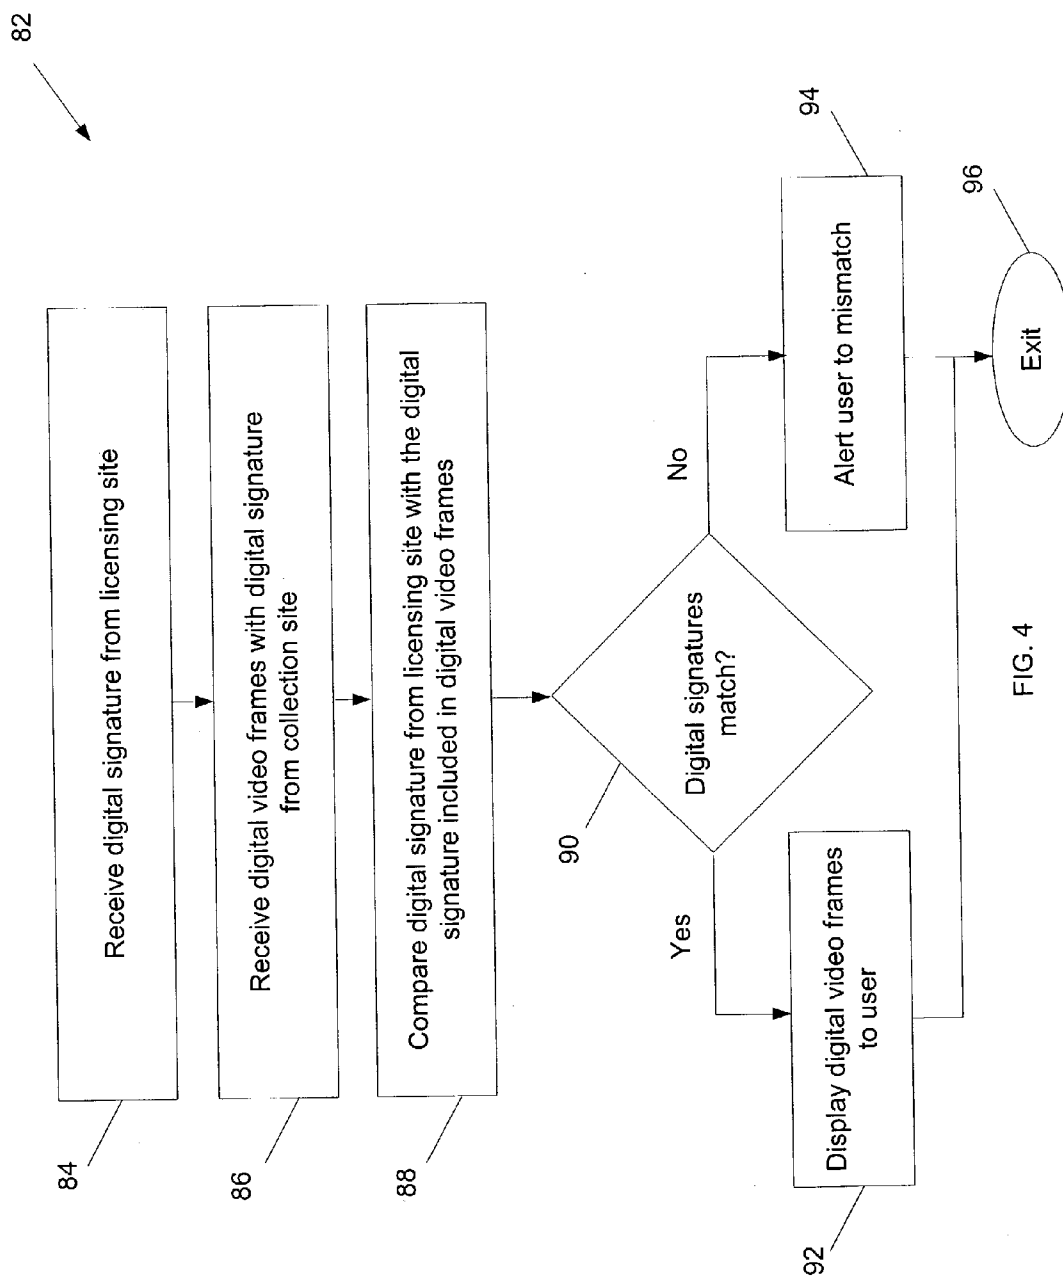 82
84
Receive digital signature from licensing site
86
Receive digital video frames with digital signature
from collection site
88
Compare digital signature from licensing site with the digital
signature included in digital video frames
90
Digital signatures
match?
Yes
No
92
Display digital video frames
to user
94
Alert user to mismatch
96
Exit
FIG. 4